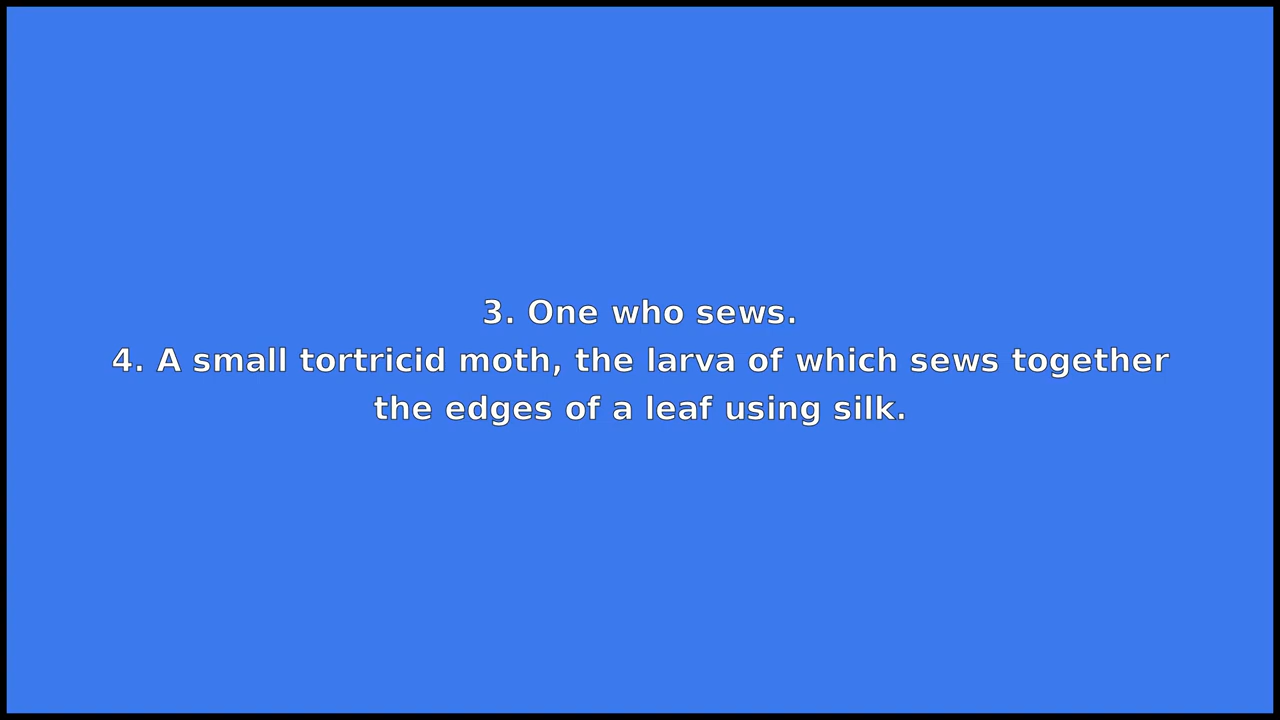 3. One who sews.
4. A small tortricid moth, the larva of which sews together
the edges of a leaf using silk.